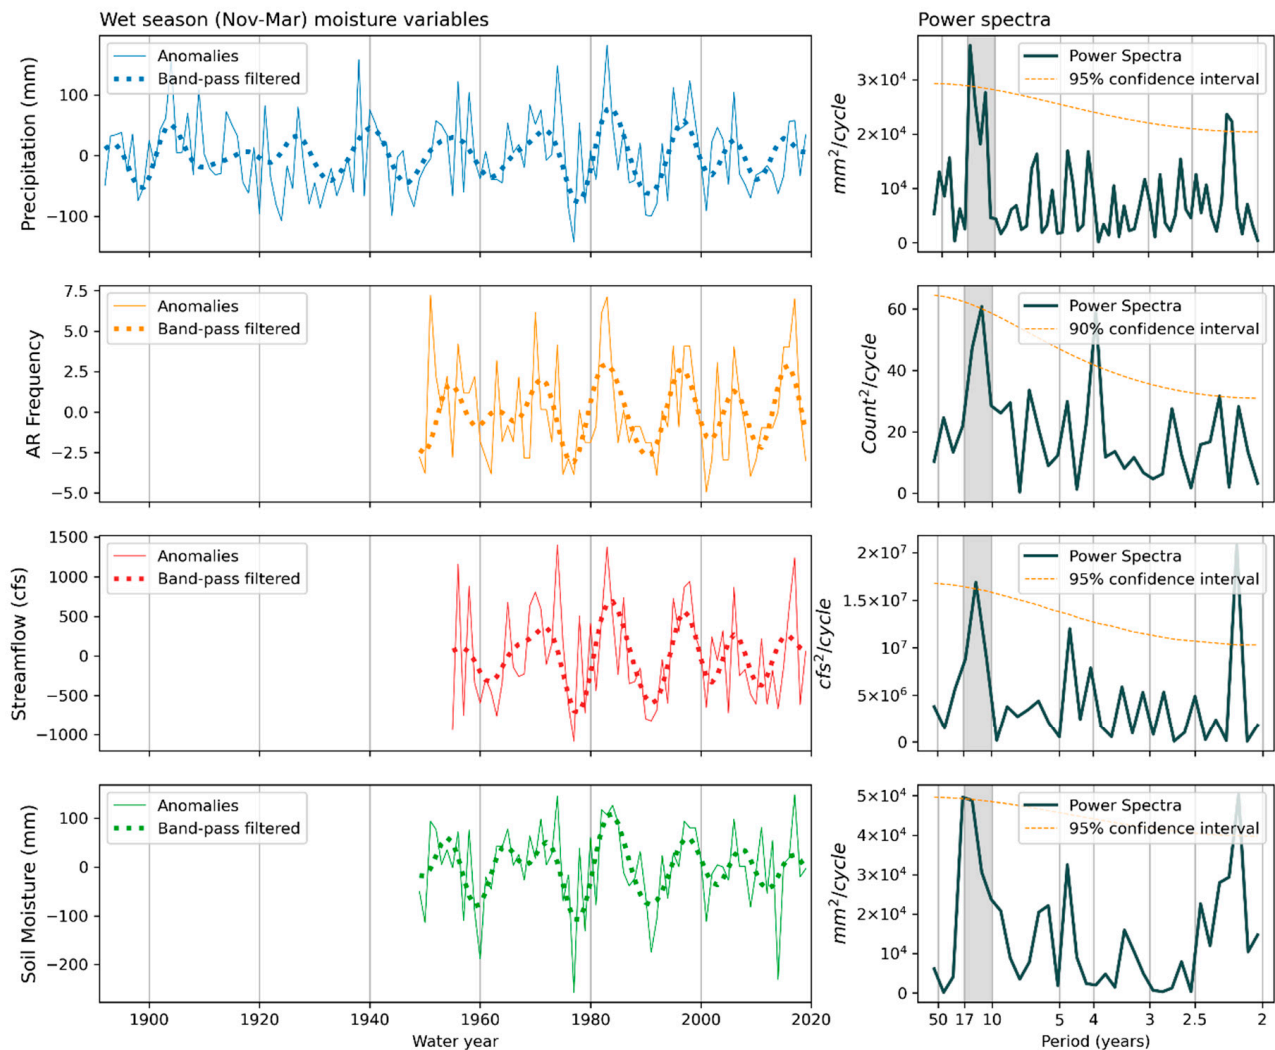 Wet season (Nov-Mar) moisture variables
Power spectra
Precipitation (mm)
100
0
−100
Anomalies
Band-pass filtered
mm²/cycle
3×10⁴
2×10⁴
10⁴
0
Power Spectra
95% confidence interval
AR Frequency
7.5
5.0
2.5
0.0
−2.5
−5.0
Anomalies
Band-pass filtered
Count²/cycle
60
40
20
0
Power Spectra
90% confidence interval
Streamflow (cfs)
1500
1000
500
0
−500
−1000
Anomalies
Band-pass filtered
cfs²/cycle
2×10⁷
1.5×10⁷
10⁷
5×10⁶
0
Power Spectra
95% confidence interval
Soil Moisture (mm)
100
0
−100
−200
Anomalies
Band-pass filtered
mm²/cycle
5×10⁴
4×10⁴
3×10⁴
2×10⁴
10⁴
0
Power Spectra
95% confidence interval
1900 1920 1940 1960 1980 2000 2020
Water year
50 17 10 5 4 3 2.5 2
Period (years)